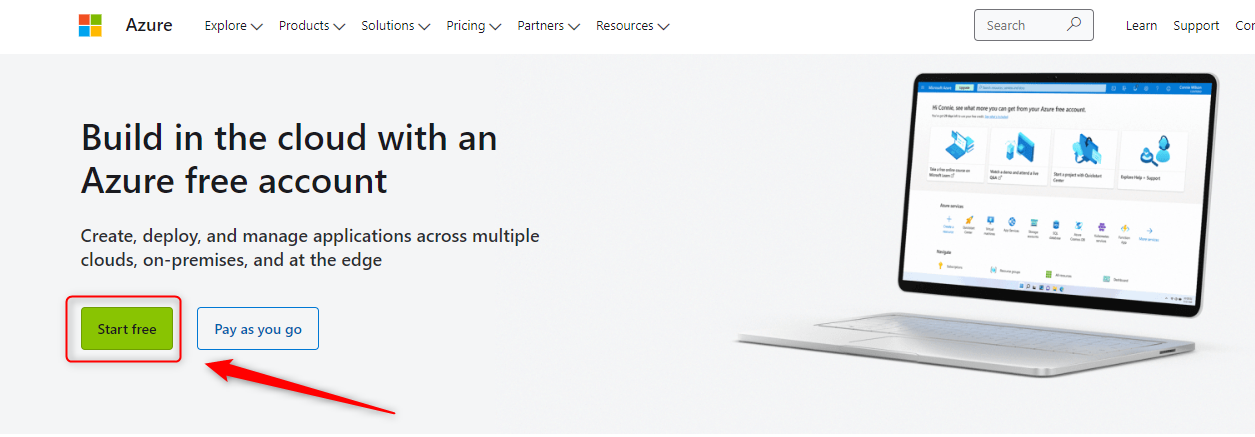 Azure
Explore
Products
Solutions
Pricing
Partners
Resources
Search
Learn
Support
Build in the cloud with an
Azure free account
Create, deploy, and manage applications across multiple
clouds, on-premises, and at the edge
Start free
Pay as you go
Microsoft Azure
Hi Connie, see what more you can get from your Azure free account.
Take a free online course on
Microsoft Learn
Watch a demo and attend a live
Q&A
Start a project with Quickstart
Center
Explore Help + Support
Azure services
Navigate